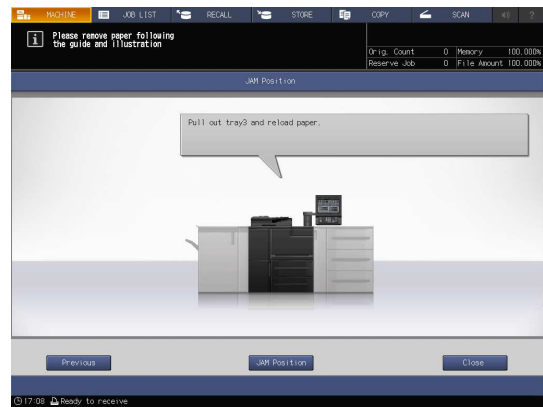 MACHINE
JOB LIST
RECALL
STORE
COPY
SCAN
?
i Please remove paper following
the guide and illustration
Orig. Count 0 Memory 100.000%
Reserve Job 0 File Amount 100.000%
JAM Position
Pull out tray3 and reload paper.
Previous
JAM Position
Close
17:08 Ready to receive